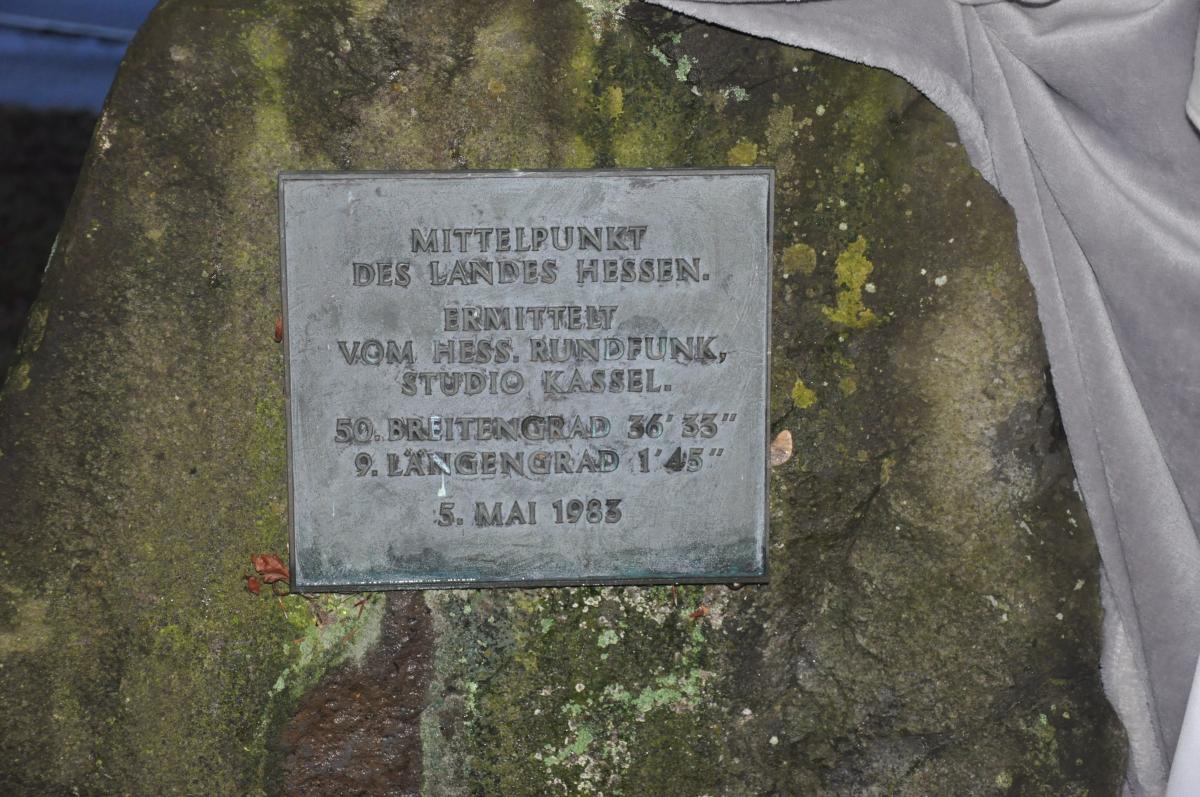 MITTELPUNKT
DES LANDES HESSEN.
ERMITTELT
VOM HESS. RUNDFUNK,
STUDIO KASSEL.
50. BREITENGRAD 36' 33"
9. LÄNGENGRAD 1' 45"
5. MAI 1983